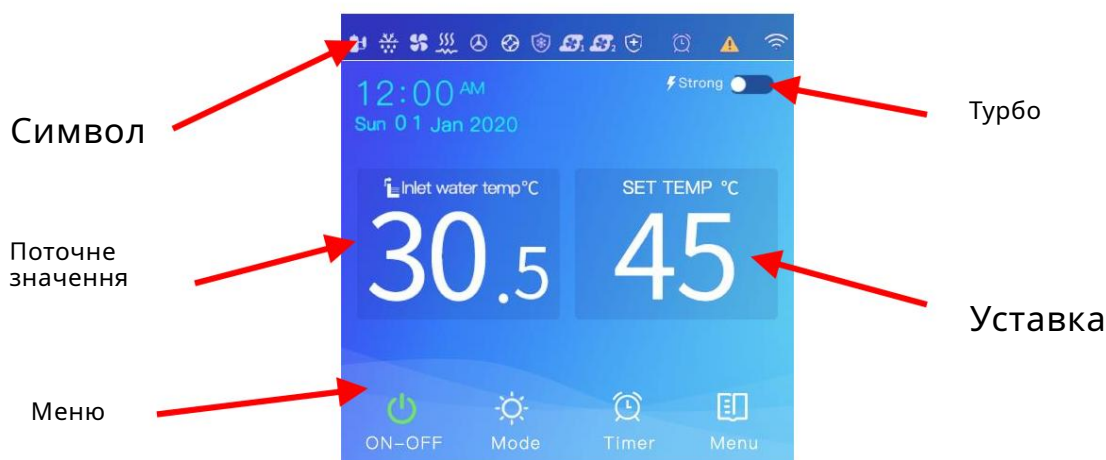 12:00 AM
Sun 01 Jan 2020
Strong
Турбо
Символ
Inlet water temp°C
SET TEMP °C
30.5
45
Поточне
значення
Уставка
Меню
ON-OFF
Mode
Timer
Menu